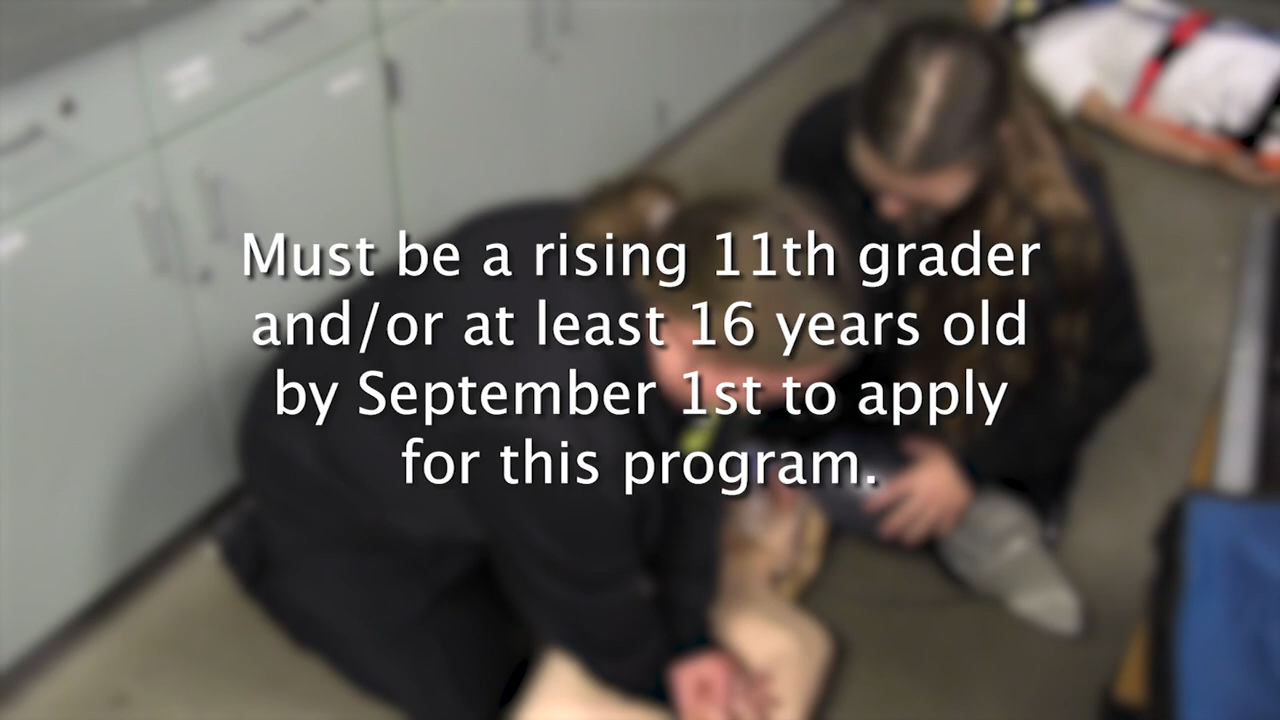 Must be a rising 11th grader
and/or at least 16 years old
by September 1st to apply
for this program.